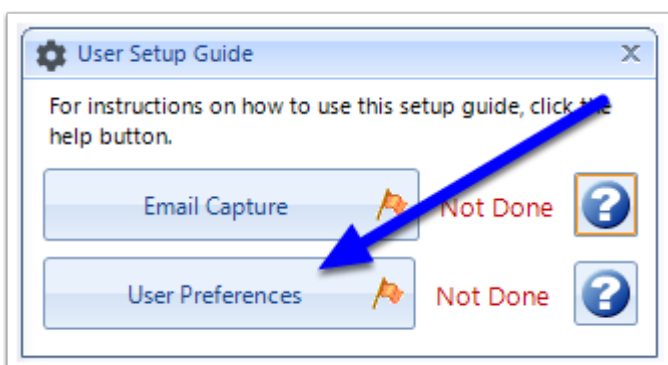 User Setup Guide
For instructions on how to use this setup guide, click the
help button.
Email Capture Not Done ?
User Preferences Not Done ?